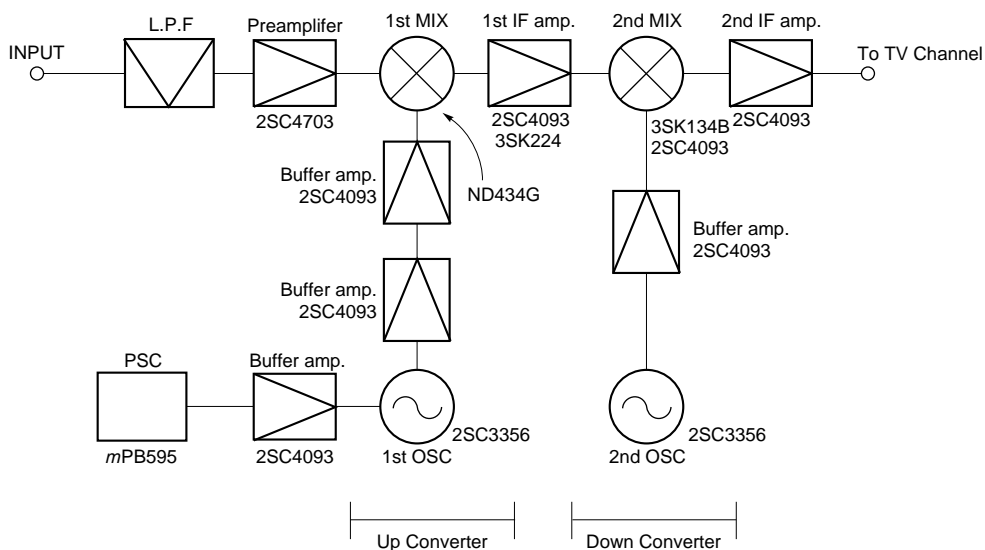 L.P.F
Preamplifer
1st MIX
1st IF amp.
2nd MIX
2nd IF amp.
INPUT
To TV Channel
2SC4703
2SC4093
3SK224
3SK134B
2SC4093
2SC4093
ND434G
Buffer amp.
2SC4093
Buffer amp.
2SC4093
Buffer amp.
2SC4093
PSC
Buffer amp.
mPB595
2SC4093
2SC3356
1st OSC
2SC3356
2nd OSC
Up Converter
Down Converter